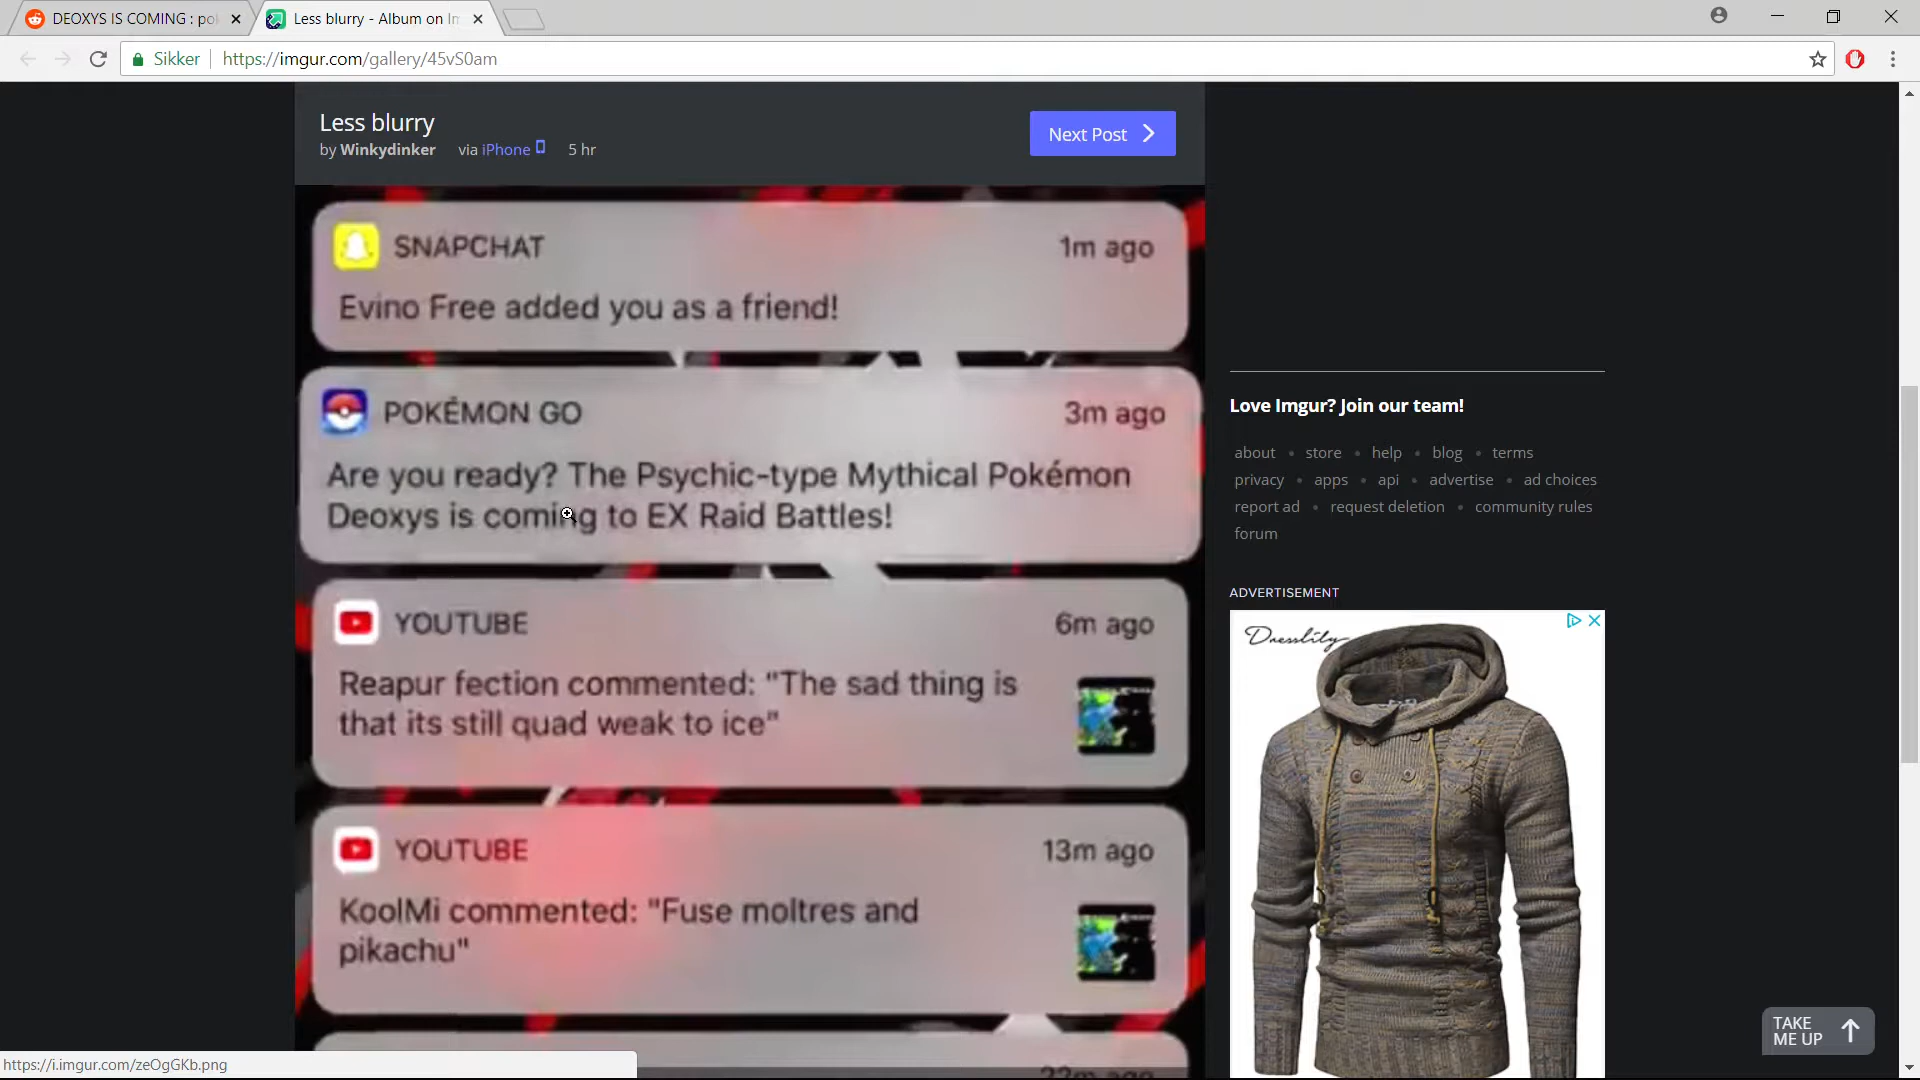 DEOXYS IS COMING : pok
Less blurry - Album on Im
Sikker
https://imgur.com/gallery/45vS0am
Less blurry
by Winkydinker via iPhone 5 hr
Next Post
SNAPCHAT 1m ago
Evino Free added you as a friend!
POKÉMON GO 3m ago
Are you ready? The Psychic-type Mythical Pokémon
Deoxys is coming to EX Raid Battles!
YOUTUBE 6m ago
Reapur fection commented: "The sad thing is
that its still quad weak to ice"
YOUTUBE 13m ago
KoolMi commented: "Fuse moltres and
pikachu"
22m ago
Love Imgur? Join our team!
about • store • help • blog • terms
privacy • apps • api • advertise • ad choices
report ad • request deletion • community rules
forum
ADVERTISEMENT
Dresslily
TAKE
ME UP
https://i.imgur.com/zeOgGKb.png